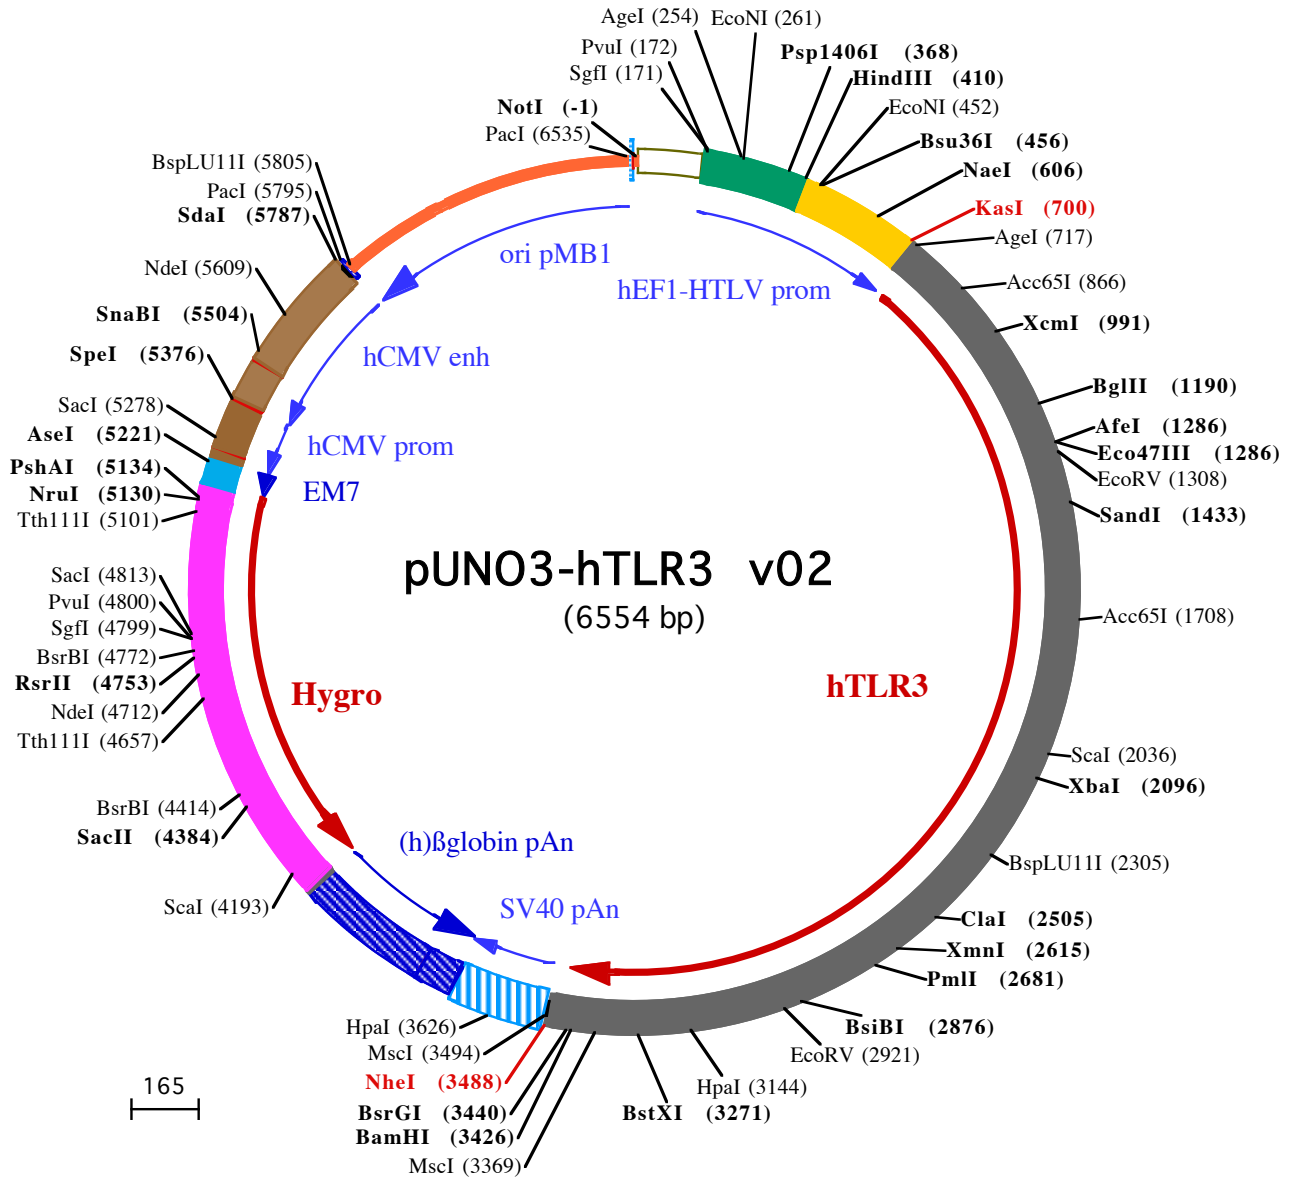 AgeI (254)
EcoNI (261)
PvuI (172)
Psp1406I (368)
SgfI (171)
HindIII (410)
NotI (-1)
EcoNI (452)
PacI (6535)
Bsu36I (456)
BspLU11I (5805)
NaeI (606)
PacI (5795)
KasI (700)
SdaI (5787)
AgeI (717)
ori pMB1
NdeI (5609)
Acc65I (866)
hEF1-HTLV prom
SnaBI (5504)
XcmI (991)
SpeI (5376)
hCMV enh
BglII (1190)
SacI (5278)
AfeI (1286)
AseI (5221)
hCMV prom
Eco47III (1286)
PshAI (5134)
EcoRV (1308)
NruI (5130)
EM7
SandI (1433)
Tth111I (5101)
pUNO3-hTLR3 v02
(6554 bp)
SacI (4813)
PvuI (4800)
Acc65I (1708)
SgfI (4799)
BsrBI (4772)
RsrII (4753)
hTLR3
Hygro
NdeI (4712)
Tth111I (4657)
ScaI (2036)
XbaI (2096)
BsrBI (4414)
SacII (4384)
(h)ßglobin pAn
BspLU11I (2305)
ScaI (4193)
SV40 pAn
ClaI (2505)
XmnI (2615)
PmlI (2681)
HpaI (3626)
BsiBI (2876)
MscI (3494)
EcoRV (2921)
NheI (3488)
165
HpaI (3144)
BsrGI (3440)
BstXI (3271)
BamHI (3426)
MscI (3369)